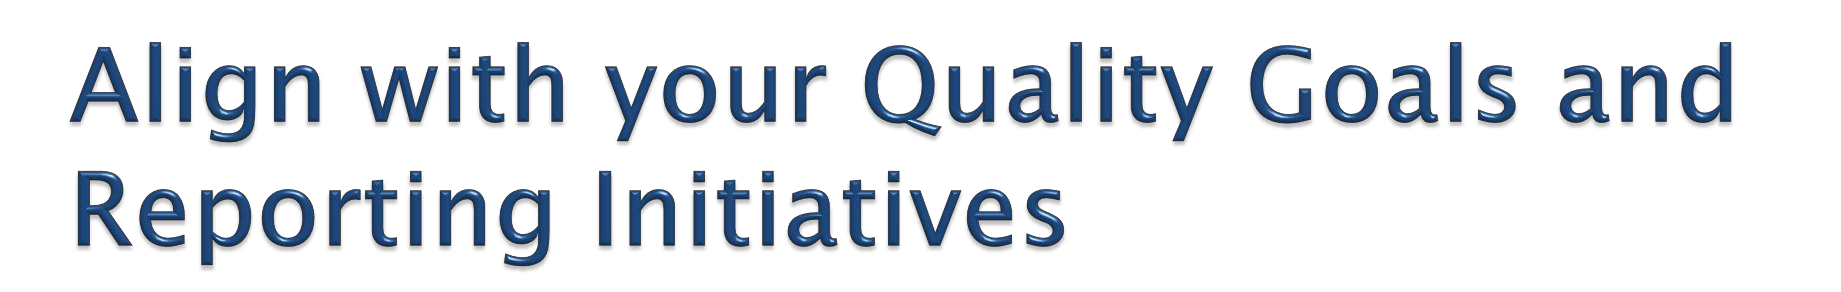 Align with your Quality Goals and
Reporting Initiatives